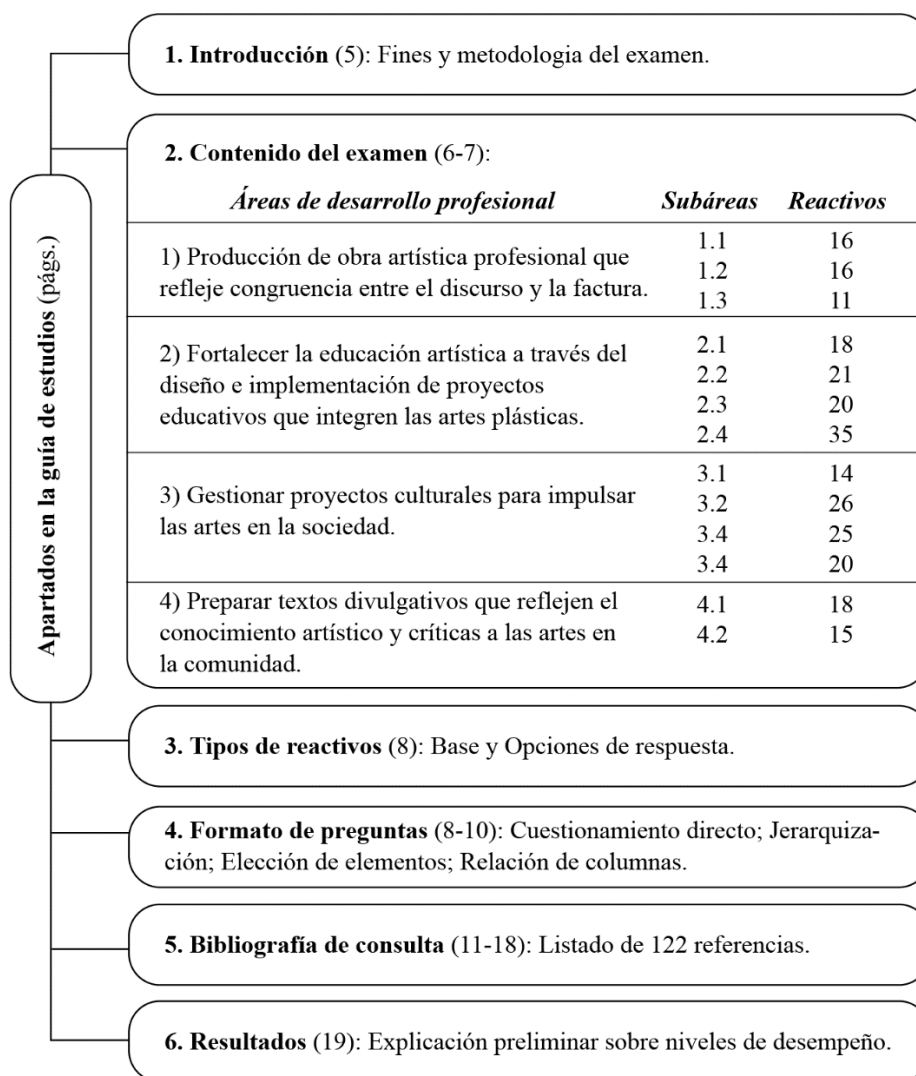 1. Introducción (5): Fines y metodologia del examen.
2. Contenido del examen (6-7):
Áreas de desarrollo profesional Subáreas Reactivos
1) Producción de obra artística profesional que
refleje congruencia entre el discurso y la factura.
1.1 16
1.2 16
1.3 11
2) Fortalecer la educación artística a través del
diseño e implementación de proyectos
educativos que integren las artes plásticas.
2.1 18
2.2 21
2.3 20
2.4 35
3) Gestionar proyectos culturales para impulsar
las artes en la sociedad.
3.1 14
3.2 26
3.4 25
3.4 20
4) Preparar textos divulgativos que reflejen el
conocimiento artístico y críticas a las artes en
la comunidad.
4.1 18
4.2 15
Apartados en la guía de estudios (págs.)
3. Tipos de reactivos (8): Base y Opciones de respuesta.
4. Formato de preguntas (8-10): Cuestionamiento directo; Jerarquiza-
ción; Elección de elementos; Relación de columnas.
5. Bibliografía de consulta (11-18): Listado de 122 referencias.
6. Resultados (19): Explicación preliminar sobre niveles de desempeño.